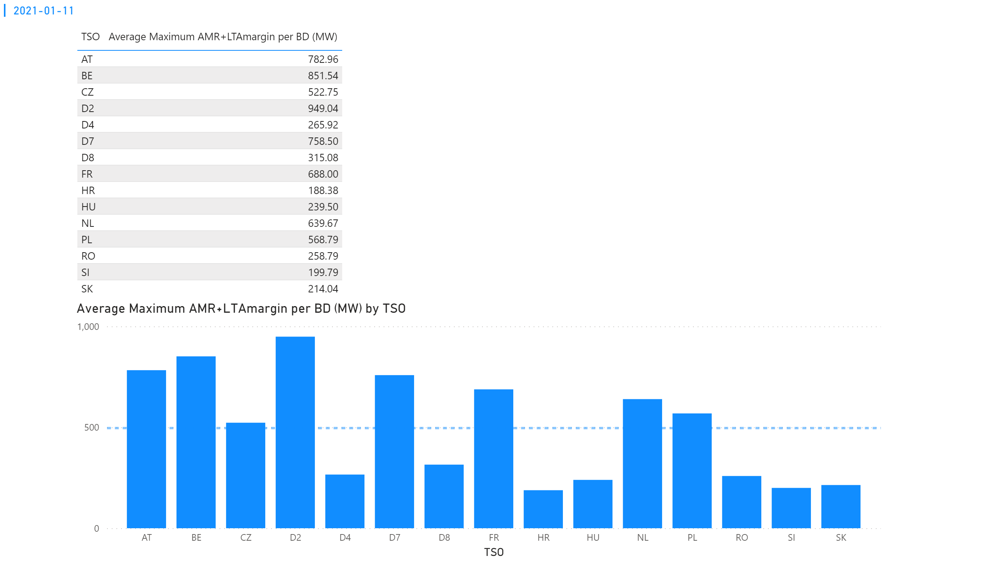 2021-01-11
TSO Average Maximum AMR+LTAmargin per BD (MW)
AT 782.96
BE 851.54
CZ 522.75
D2 949.04
D4 265.92
D7 758.50
D8 315.08
FR 688.00
HR 188.38
HU 239.50
NL 639.67
PL 568.79
RO 258.79
SI 199.79
SK 214.04
Average Maximum AMR+LTAmargin per BD (MW) by TSO
1,000
500
0
AT BE CZ D2 D4 D7 D8 FR HR HU NL PL RO SI SK
TSO